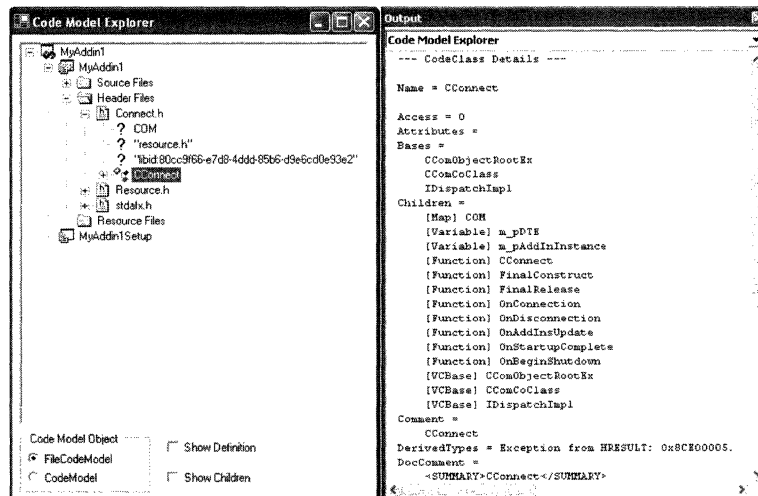 Code Model Explorer
MyAddin1
MyAddin1
Source Files
Header Files
Connect.h
? COM
? "resource.h"
? "libid:80cc9f66-e7d8-4ddd-85b6-d9e6cd0e93e2"
CConnect
Resource.h
stdafx.h
Resource Files
MyAddin1Setup
Code Model Object
FileCodeModel
CodeModel
Show Definition
Show Children
Output
Code Model Explorer
--- CodeClass Details ---
Name = CConnect
Access = 0
Attributes =
Bases =
CComObjectRootEx
CComCoClass
IDispatchImpl
Children =
[Map] COM
[Variable] m_pDTE
[Variable] m_pAddInInstance
[Function] CConnect
[Function] FinalConstruct
[Function] FinalRelease
[Function] OnConnection
[Function] OnDisconnection
[Function] OnAddInsUpdate
[Function] OnStartupComplete
[Function] OnBeginShutdown
[VCBase] CComObjectRootEx
[VCBase] CComCoClass
[VCBase] IDispatchImpl
Comment =
CConnect
DerivedTypes = Exception from HRESULT: 0x8CE00005.
DocComment =
<SUMMARY>CConnect</SUMMARY>